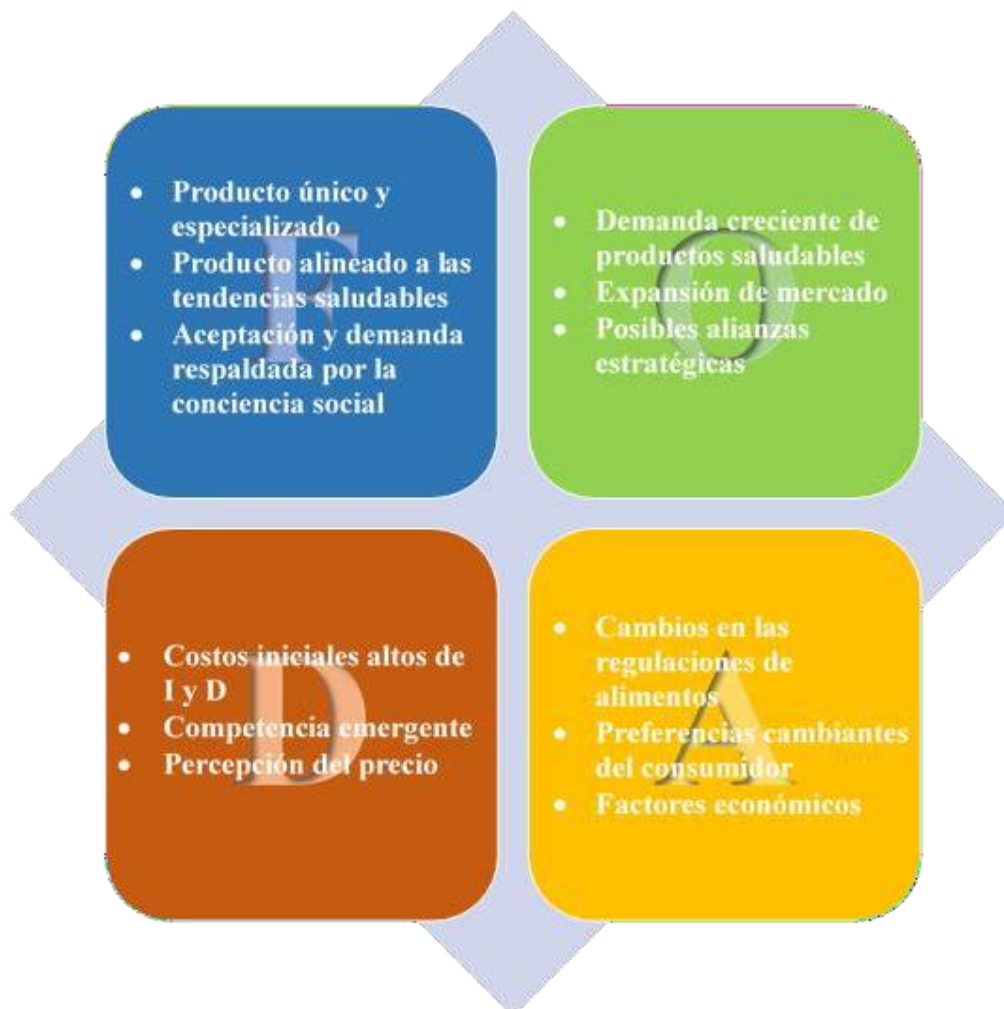 F
• Producto único y
especializado
• Producto alineado a las
tendencias saludables
• Aceptación y demanda
respaldada por la
conciencia social
O
• Demanda creciente de
productos saludables
• Expansión de mercado
• Posibles alianzas
estratégicas
D
• Costos iniciales altos de
I y D
• Competencia emergente
• Percepción del precio
A
• Cambios en las
regulaciones de
alimentos
• Preferencias cambiantes
del consumidor
• Factores económicos